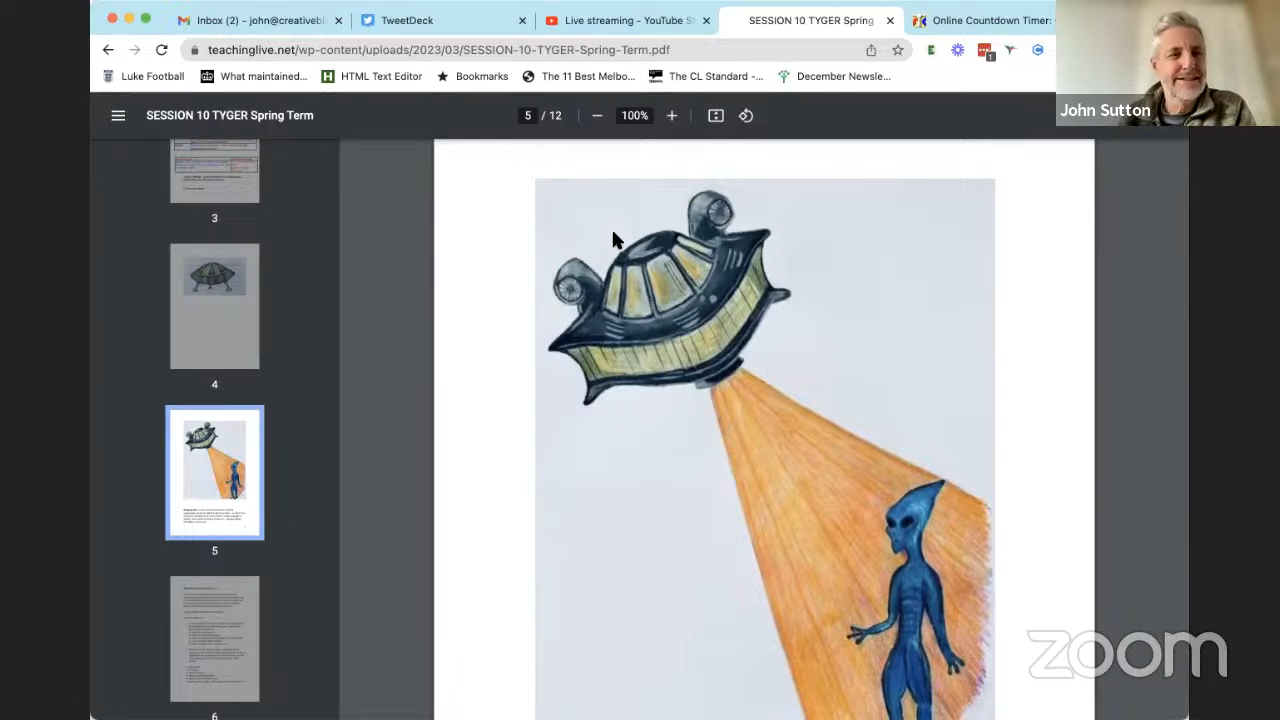 Inbox (2) - john@creativebl
TweetDeck
Live streaming - YouTube S
SESSION 10 TYGER Spring
Online Countdown Timer:
teachinglive.net/wp-content/uploads/2023/03/SESSION-10-TYGER-Spring-Term.pdf
1
Luke Football
What maintained...
HTML Text Editor
Bookmarks
The 11 Best Melbo...
The CL Standard -...
December Newsle...
John Sutton
SESSION 10 TYGER Spring Term
5 / 12
100%
3
4
5
6
zoom